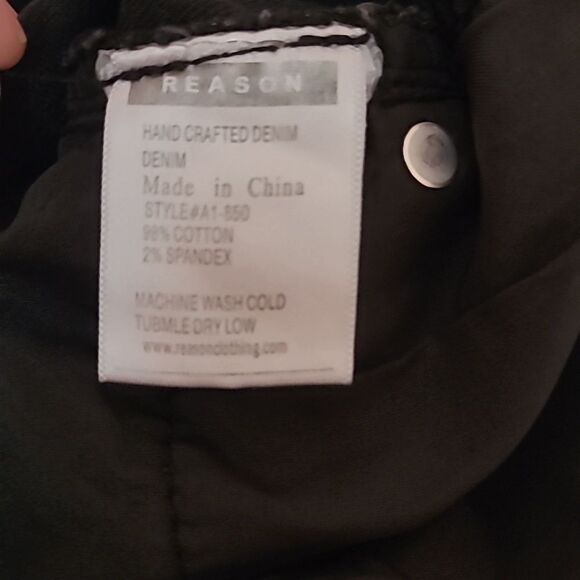 REASON
HAND CRAFTED DENIM
DENIM
Made in China
STYLE#A1-850
98% COTTON
2% SPANDEX
MACHINE WASH COLD
TUBMLE DRY LOW
www.reasonclothing.com